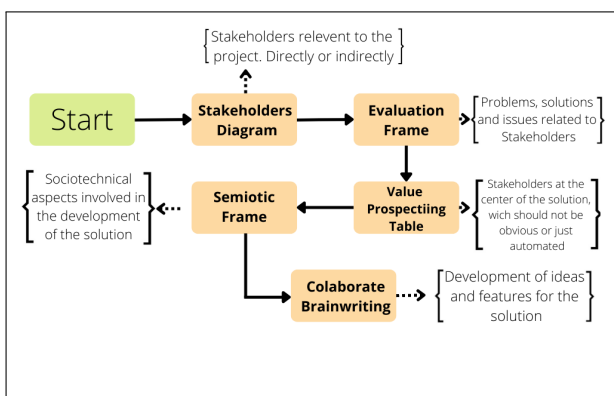 Stakeholders relevent to the
project. Directly or indirectly
Start
Stakeholders
Diagram
Evaluation
Frame
Problems, solutions
and issues related to
Stakeholders
Sociotechnical
aspects involved in
the development
of the solution
Semiotic
Frame
Value
Prospectiing
Table
Stakeholders at the
center of the solution,
wich should not be
obvious or just
automated
Colaborate
Brainwriting
Development of ideas
and features for the
solution